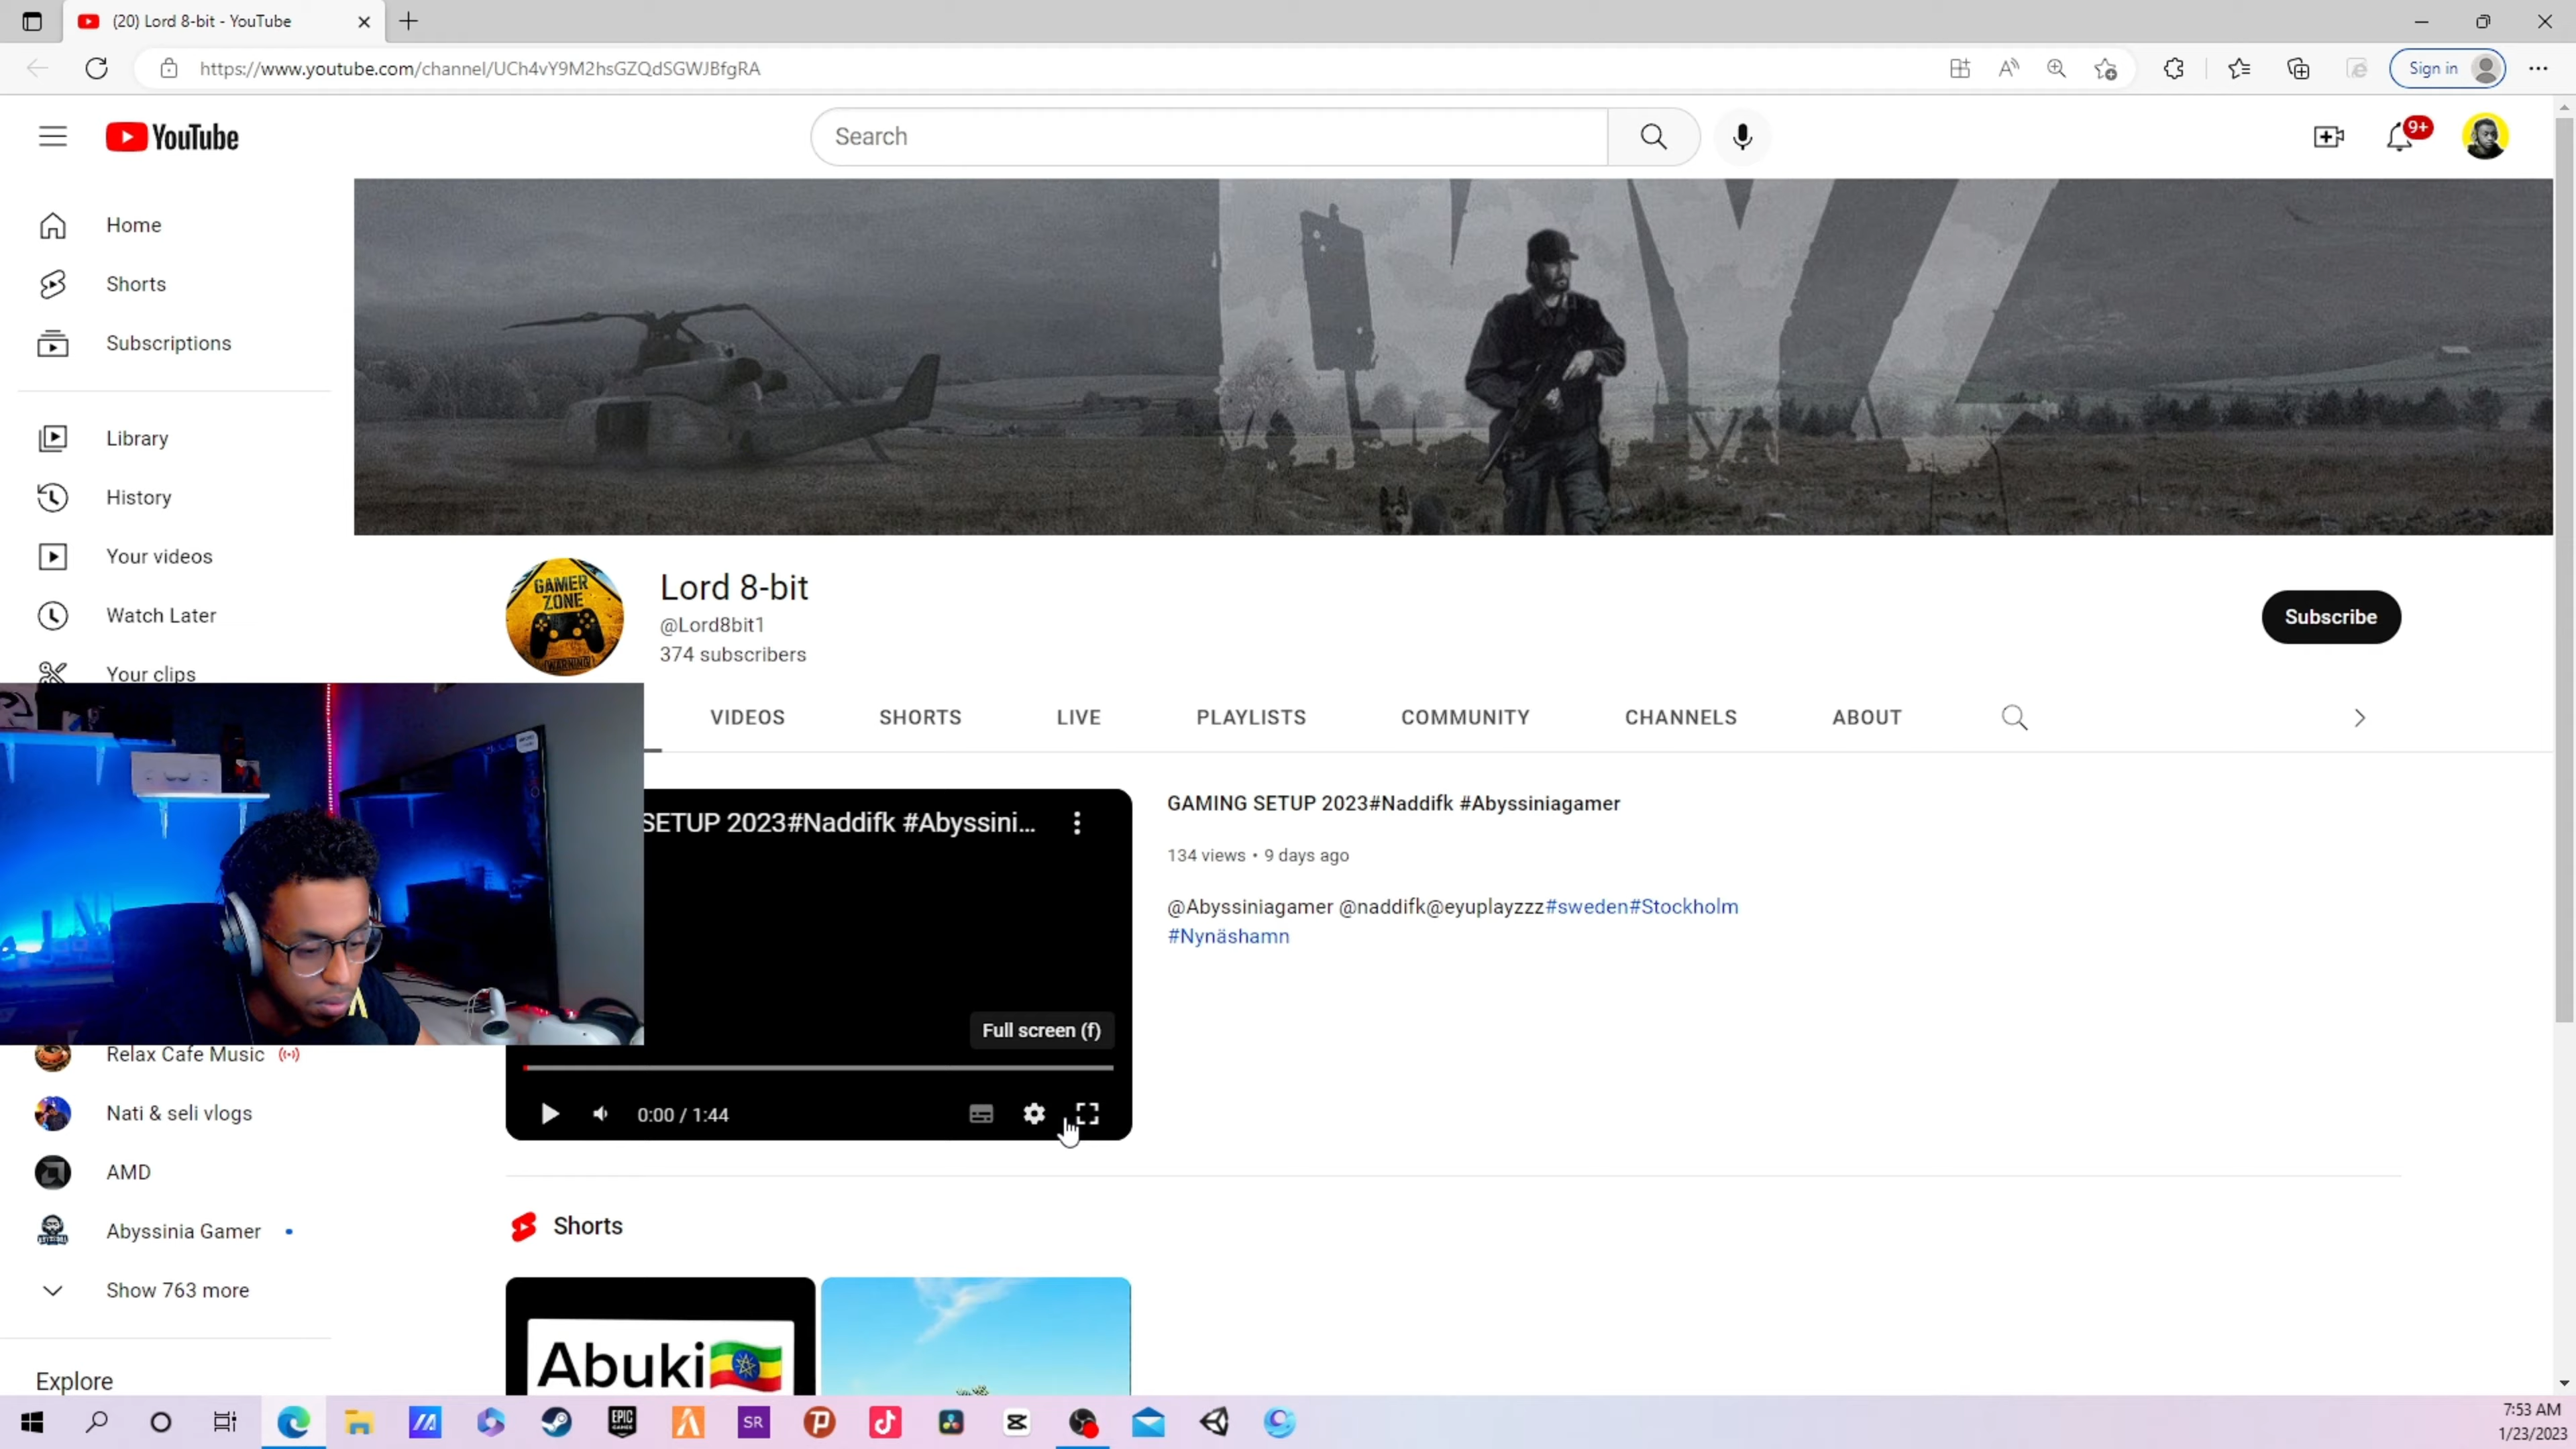 (20) Lord 8-bit - YouTube
https://www.youtube.com/channel/UCh4vY9M2hsGZQdSGWJBfgRA
Sign in
YouTube
Search
9+
Home
Shorts
Subscriptions
Library
History
Your videos
Watch Later
Your clips
GAMER
ZONE
WARNING!
Lord 8-bit
@Lord8bit1
374 subscribers
Subscribe
VIDEOS SHORTS LIVE PLAYLISTS COMMUNITY CHANNELS ABOUT
SETUP 2023#Naddifk #Abyssini...
GAMING SETUP 2023#Naddifk #Abyssiniagamer
134 views • 9 days ago
@Abyssiniagamer @naddifk@eyuplayzzz#sweden#Stockholm
#Nynäshamn
Full screen (f)
0:00 / 1:44
Relax Cafe Music
Nati & seli vlogs
AMD
Abyssinia Gamer
Show 763 more
Explore
Shorts
Abuki
EPIC
GAMES
SR
7:53 AM
1/23/2023